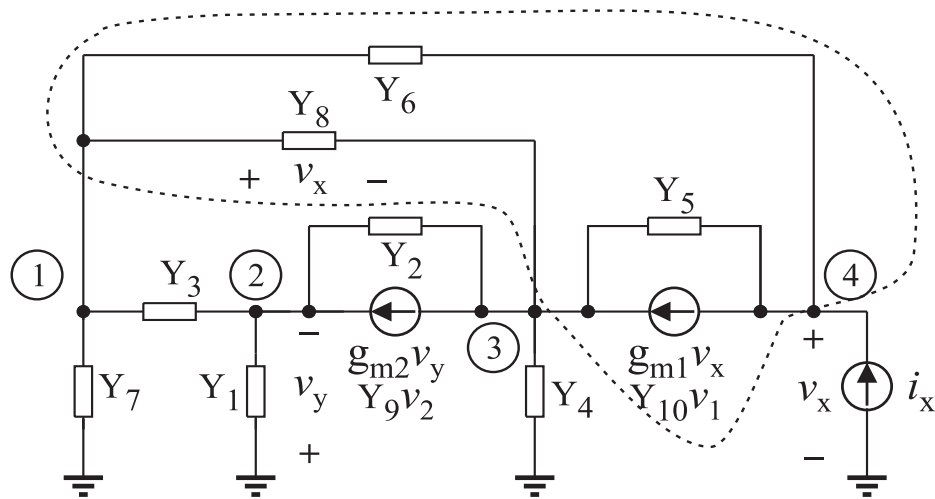 Y6
Y8
+ vx −
Y5
Y2
1
Y3
2
4
− 3 +
gm2vy
gm1vx
Y7
Y1
vy
Y9v2
Y4
Y10v1
vx
ix
+
−